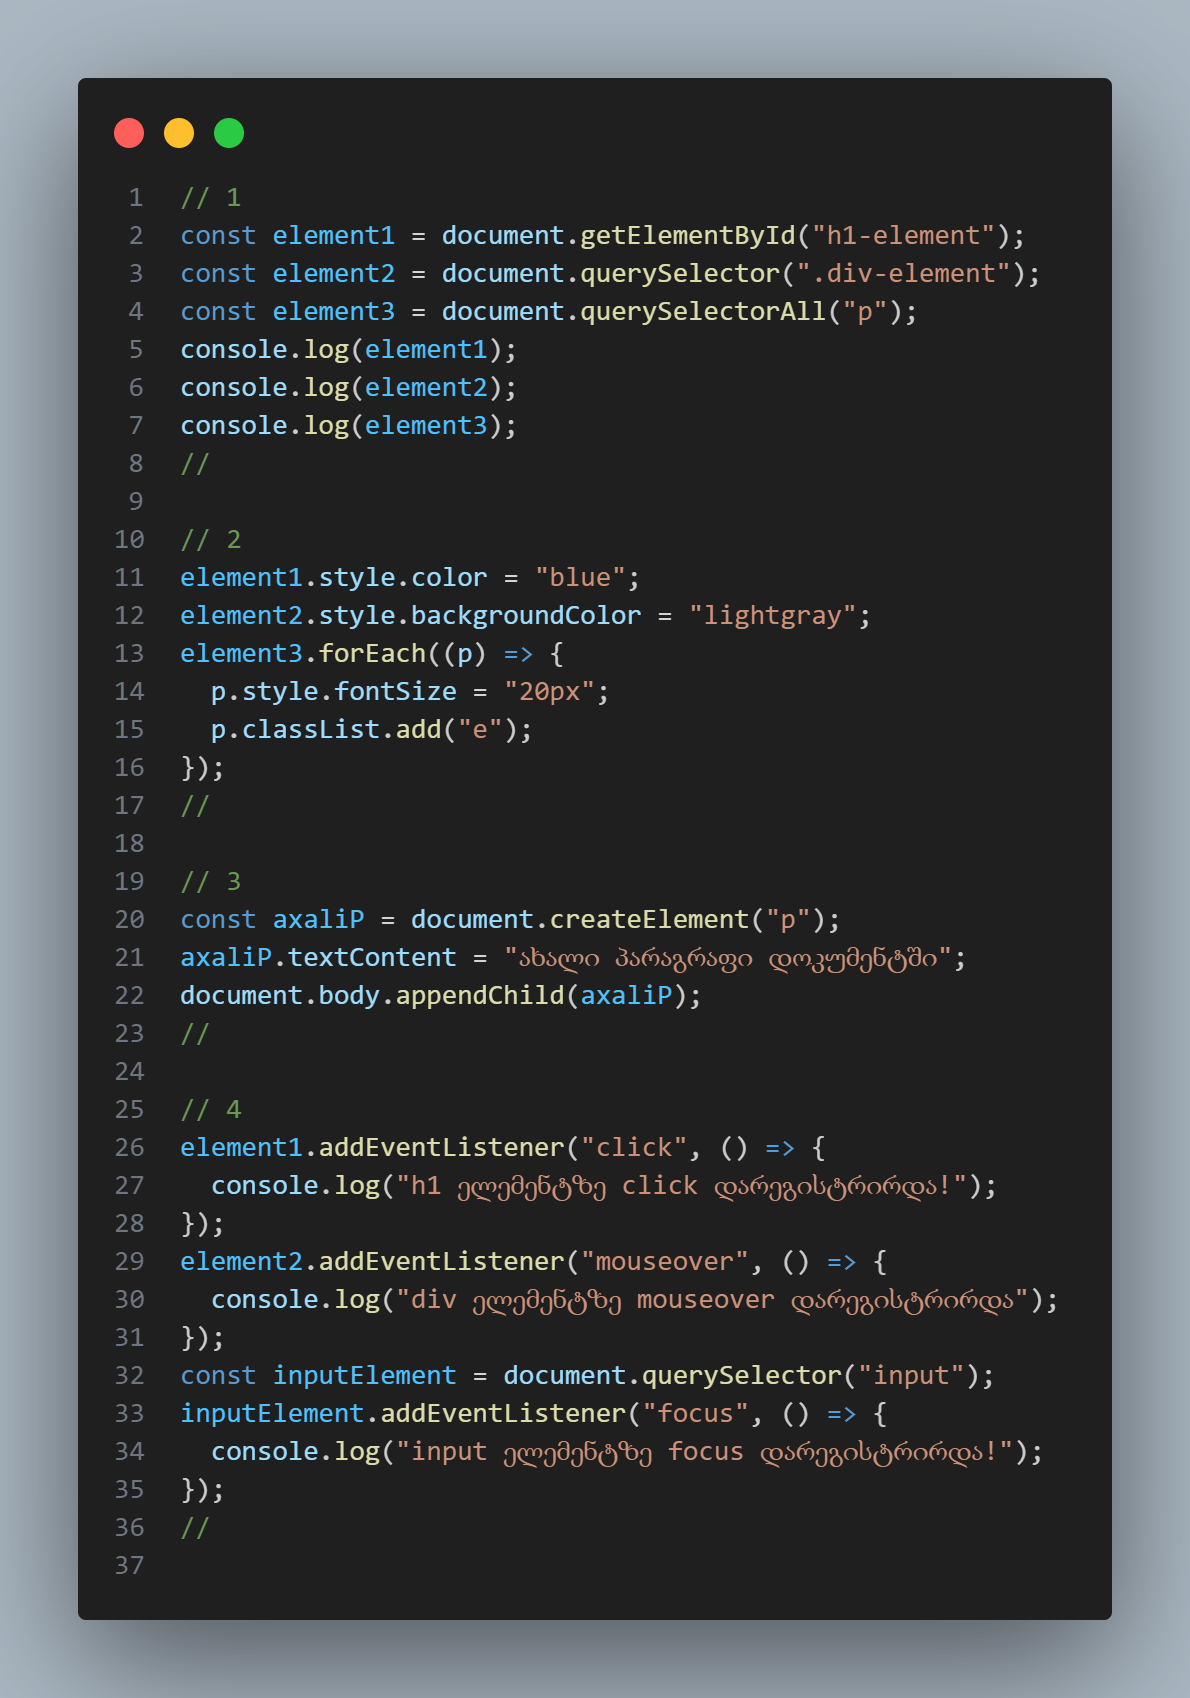 1 // 1
2 const element1 = document.getElementById("h1-element");
3 const element2 = document.querySelector(".div-element");
4 const element3 = document.querySelectorAll("p");
5 console.log(element1);
6 console.log(element2);
7 console.log(element3);
8 //
9
10 // 2
11 element1.style.color = "blue";
12 element2.style.backgroundColor = "lightgray";
13 element3.forEach((p) => {
14   p.style.fontSize = "20px";
15   p.classList.add("e");
16 });
17 //
18
19 // 3
20 const axaliP = document.createElement("p");
21 axaliP.textContent = "ახალი პარაგრაფი დოკუმენტში";
22 document.body.appendChild(axaliP);
23 //
24
25 // 4
26 element1.addEventListener("click", () => {
27   console.log("h1 ელემენტზე click დარეგისტრირდა!");
28 });
29 element2.addEventListener("mouseover", () => {
30   console.log("div ელემენტზე mouseover დარეგისტრირდა");
31 });
32 const inputElement = document.querySelector("input");
33 inputElement.addEventListener("focus", () => {
34   console.log("input ელემენტზე focus დარეგისტრირდა!");
35 });
36 //
37